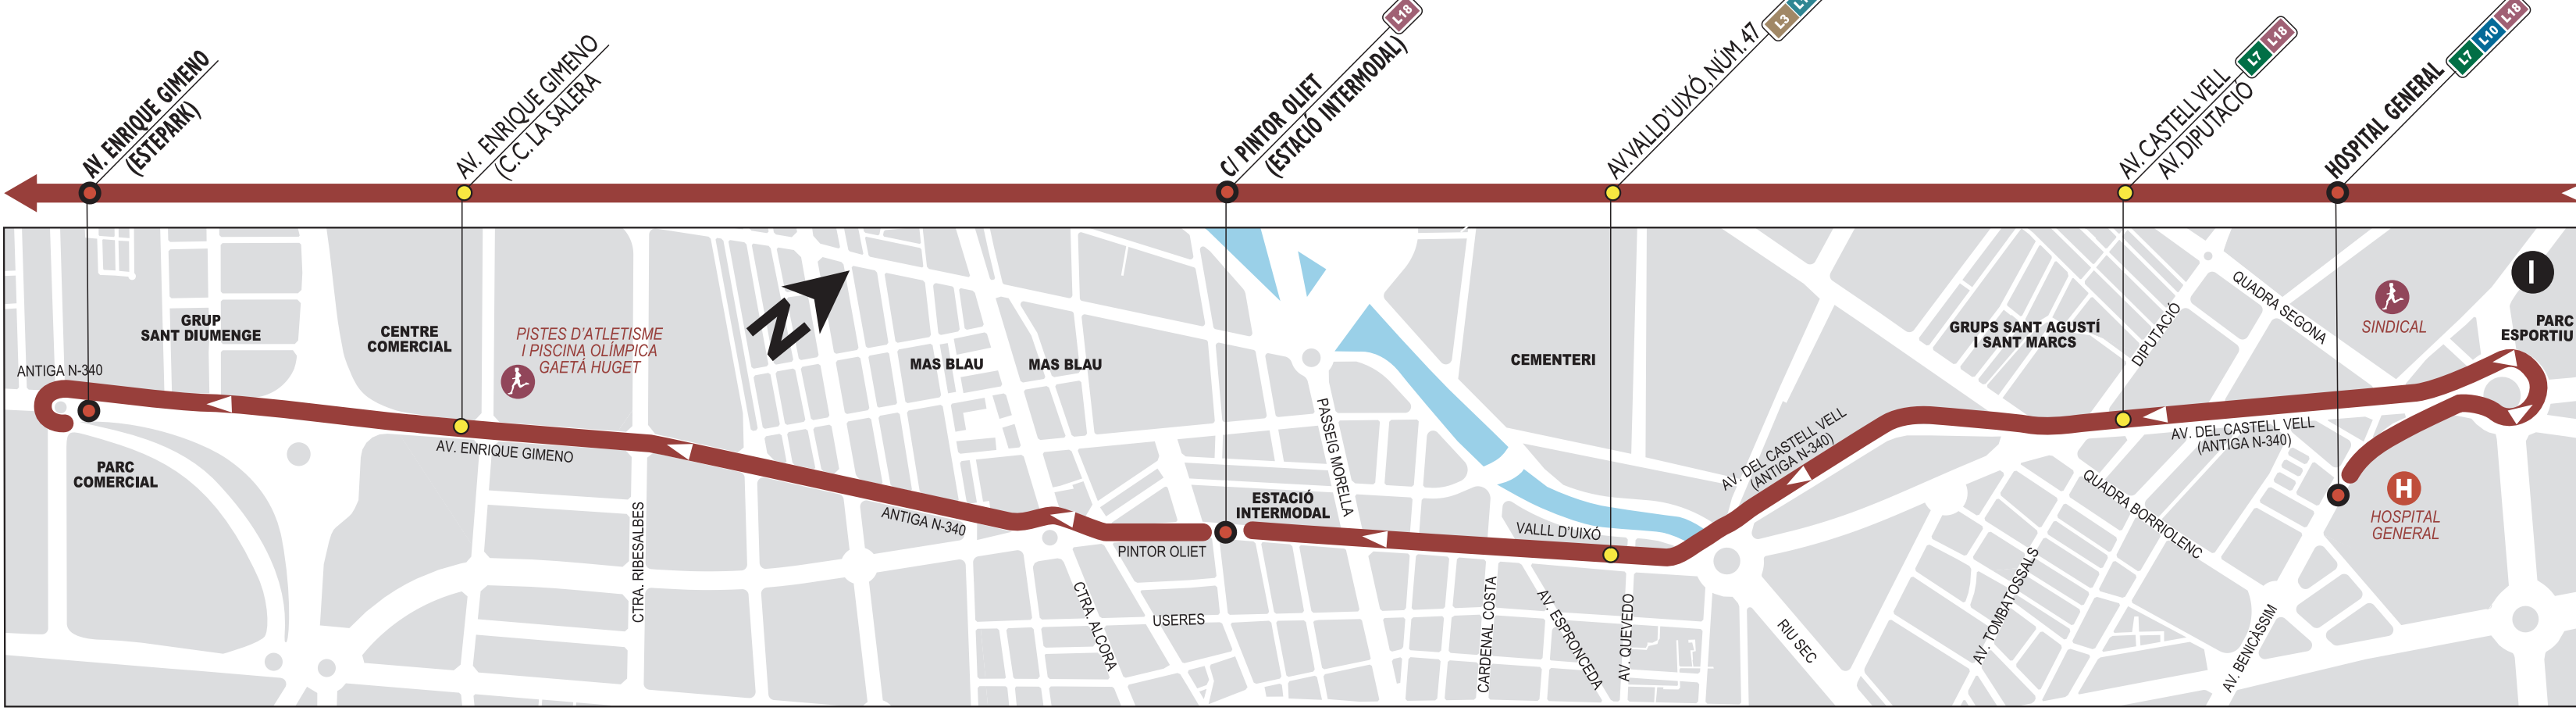 AV. ENRIQUE GIMENO
(ESTEPARK)
AV. ENRIQUE GIMENO
(C.C. LA SALERA
C/ PINTOR OLIET
(ESTACIÓ INTERMODAL)
L18
AV.VALLD'UIXÓ, NÚM. 47
L3
AV. CASTELL VELL
AV. DIPUTACIÓ
L7
L18
HOSPITAL GENERAL
L7
L10
L18
ANTIGA N-340
GRUP
SANT DIUMENGE
PARC
COMERCIAL
CENTRE
COMERCIAL
PISTES D'ATLETISME
I PISCINA OLÍMPICA
GAETÁ HUGET
AV. ENRIQUE GIMENO
CTRA. RIBESALBES
N
MAS BLAU
MAS BLAU
ANTIGA N-340
PINTOR OLIET
CTRA. ALCORA
USERES
ESTACIÓ
INTERMODAL
PASSEIG MORELLA
CEMENTERI
VALLL D'UIXÓ
CARDENAL COSTA
AV. ESPRONCEDA
AV. QUEVEDO
AV. DEL CASTELL VELL
(ANTIGA N-340)
RIU SEC
GRUPS SANT AGUSTÍ
I SANT MARCS
DIPUTACIÓ
QUADRA SEGONA
AV. DEL CASTELL VELL
(ANTIGA N-340)
QUADRA BORRIOLENC
AV. TOMBATOSSALS
AV. BENICÀSSIM
SINDICAL
I
PARC
ESPORTIU
H
HOSPITAL
GENERAL